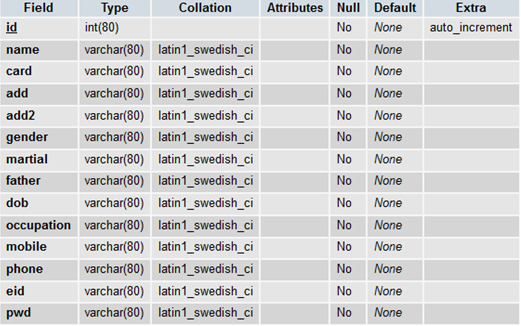 Field Type Collation Attributes Null Default Extra
id int(80) No None auto_increment
name varchar(80) latin1_swedish_ci No None
card varchar(80) latin1_swedish_ci No None
add varchar(80) latin1_swedish_ci No None
add2 varchar(80) latin1_swedish_ci No None
gender varchar(80) latin1_swedish_ci No None
martial varchar(80) latin1_swedish_ci No None
father varchar(80) latin1_swedish_ci No None
dob varchar(80) latin1_swedish_ci No None
occupation varchar(80) latin1_swedish_ci No None
mobile varchar(80) latin1_swedish_ci No None
phone varchar(80) latin1_swedish_ci No None
eid varchar(80) latin1_swedish_ci No None
pwd varchar(80) latin1_swedish_ci No None